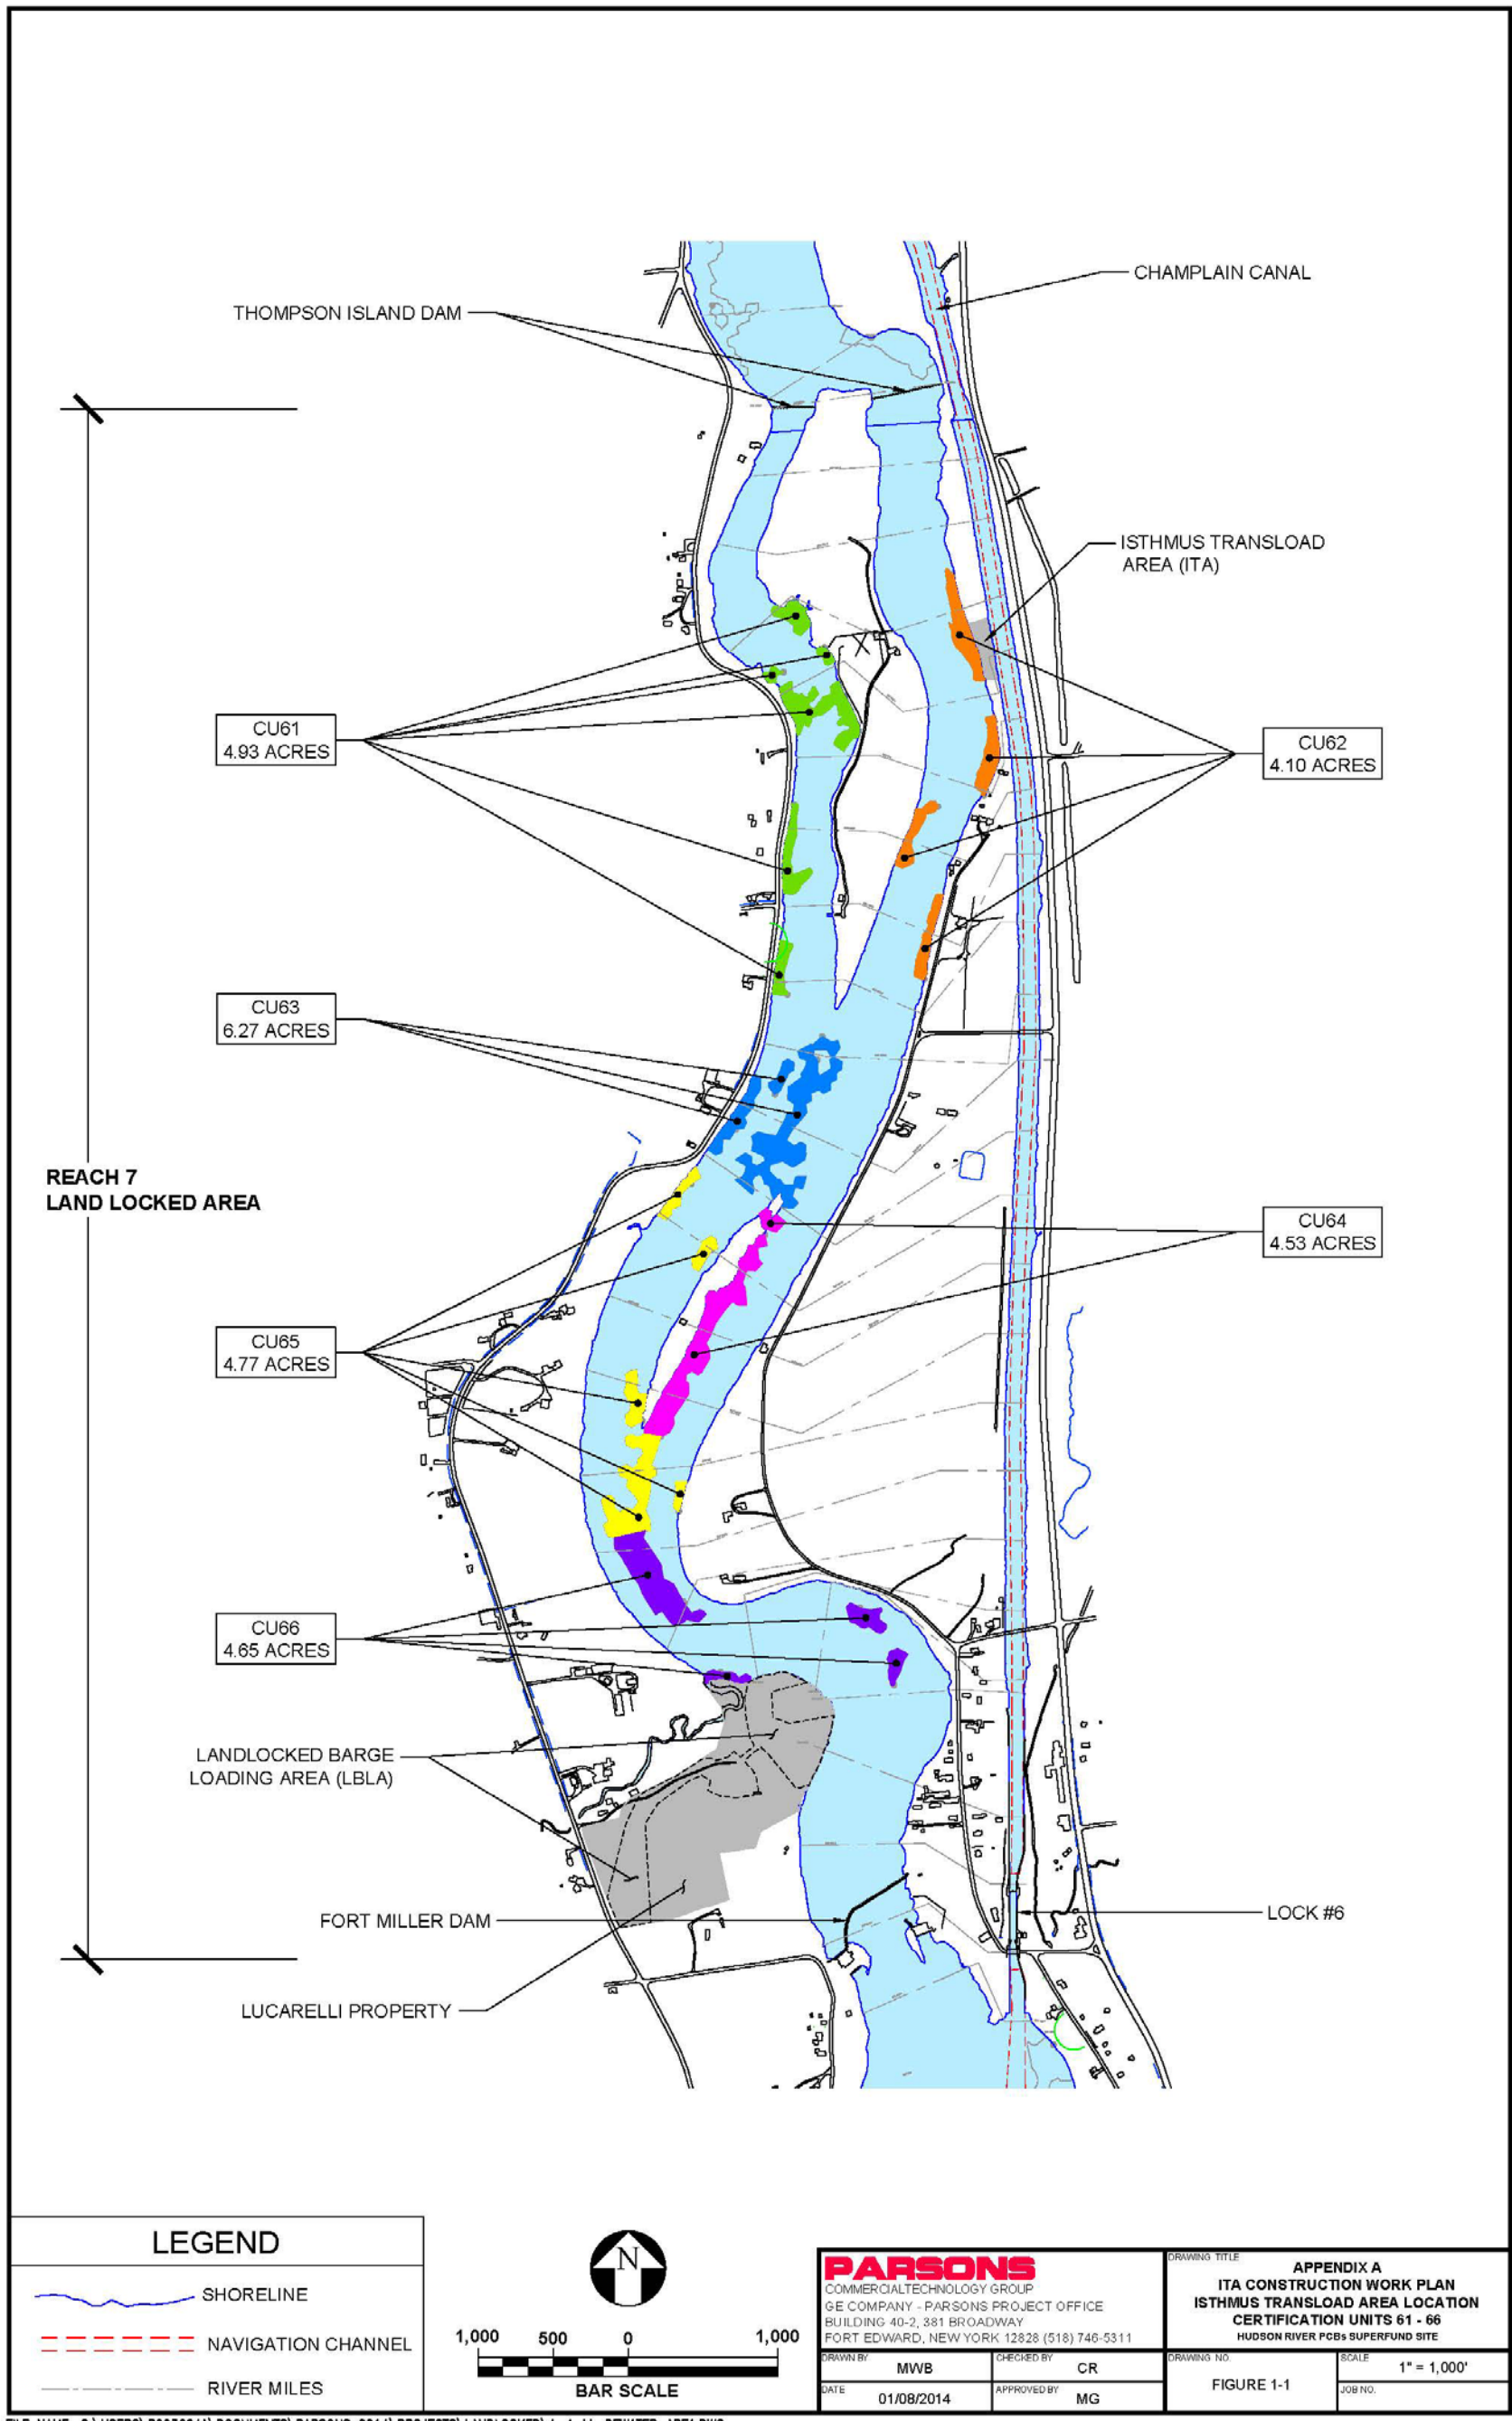 CHAMPLAIN CANAL
THOMPSON ISLAND DAM
ISTHMUS TRANSLOAD
AREA (ITA)
CU61
4.93 ACRES
CU62
4.10 ACRES
CU63
6.27 ACRES
REACH 7
LAND LOCKED AREA
CU64
4.53 ACRES
CU65
4.77 ACRES
CU66
4.65 ACRES
LANDLOCKED BARGE
LOADING AREA (LBLA)
FORT MILLER DAM
LOCK #6
LUCARELLI PROPERTY
LEGEND
SHORELINE
NAVIGATION CHANNEL
RIVER MILES
N
1,000 500 0 1,000
BAR SCALE
PARSONS
COMMERCIAL TECHNOLOGY GROUP
GE COMPANY - PARSONS PROJECT OFFICE
BUILDING 40-2, 381 BROADWAY
FORT EDWARD, NEW YORK 12828 (518) 746-5311
DRAWN BY
MWB
CHECKED BY
CR
DATE
01/08/2014
APPROVED BY
MG
DRAWING TITLE
APPENDIX A
ITA CONSTRUCTION WORK PLAN
ISTHMUS TRANSLOAD AREA LOCATION
CERTIFICATION UNITS 61 - 66
HUDSON RIVER PCBs SUPERFUND SITE
DRAWING NO.
FIGURE 1-1
SCALE
1" = 1,000'
JOB NO.